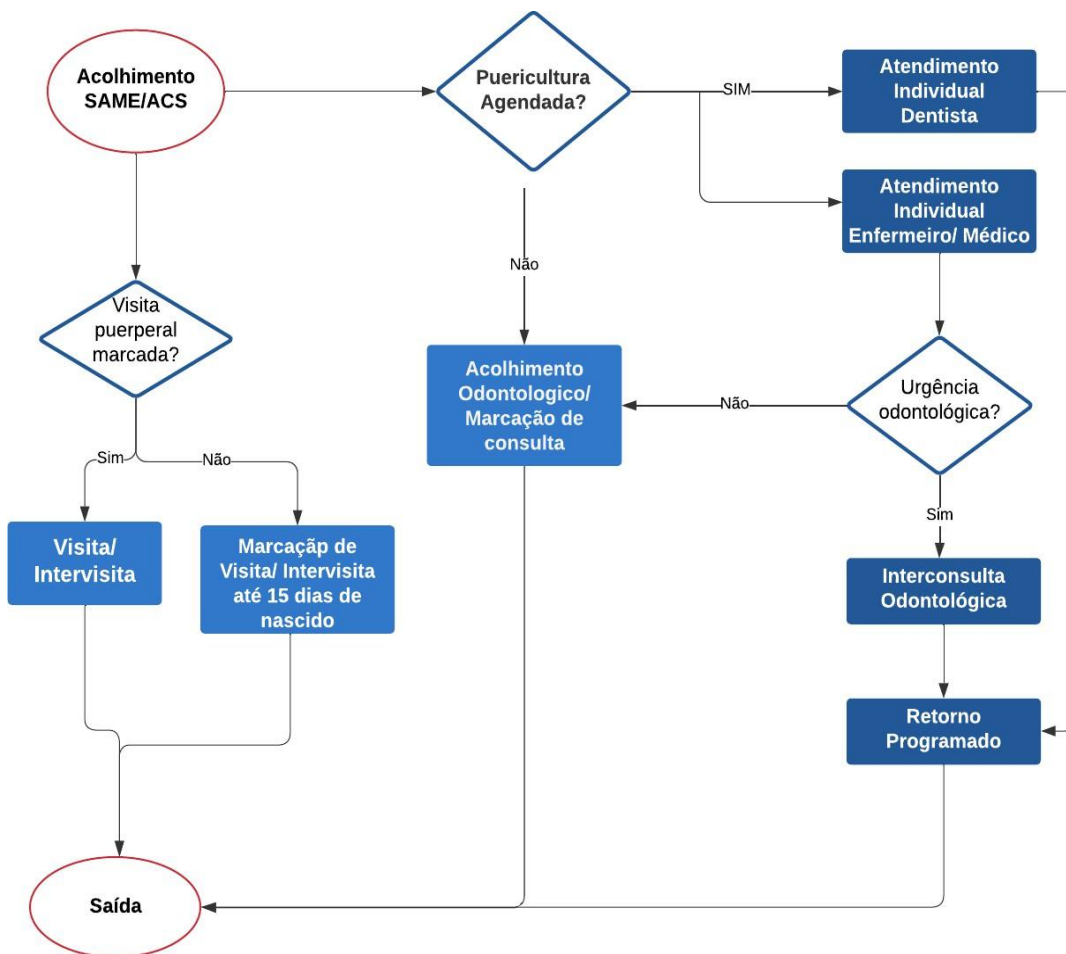 Acolhimento
SAME/ACS
Puericultura
Agendada?
SIM
Atendimento
Individual
Dentista
Atendimento
Individual
Enfermeiro/ Médico
Não
Visita
puerperal
marcada?
Acolhimento
Odontologico/
Marcação de
consulta
Não
Urgência
odontológica?
Sim
Não
Sim
Visita/
Intervisita
Marcaçãp de
Visita/ Intervisita
até 15 dias de
nascido
Interconsulta
Odontológica
Retorno
Programado
Saída